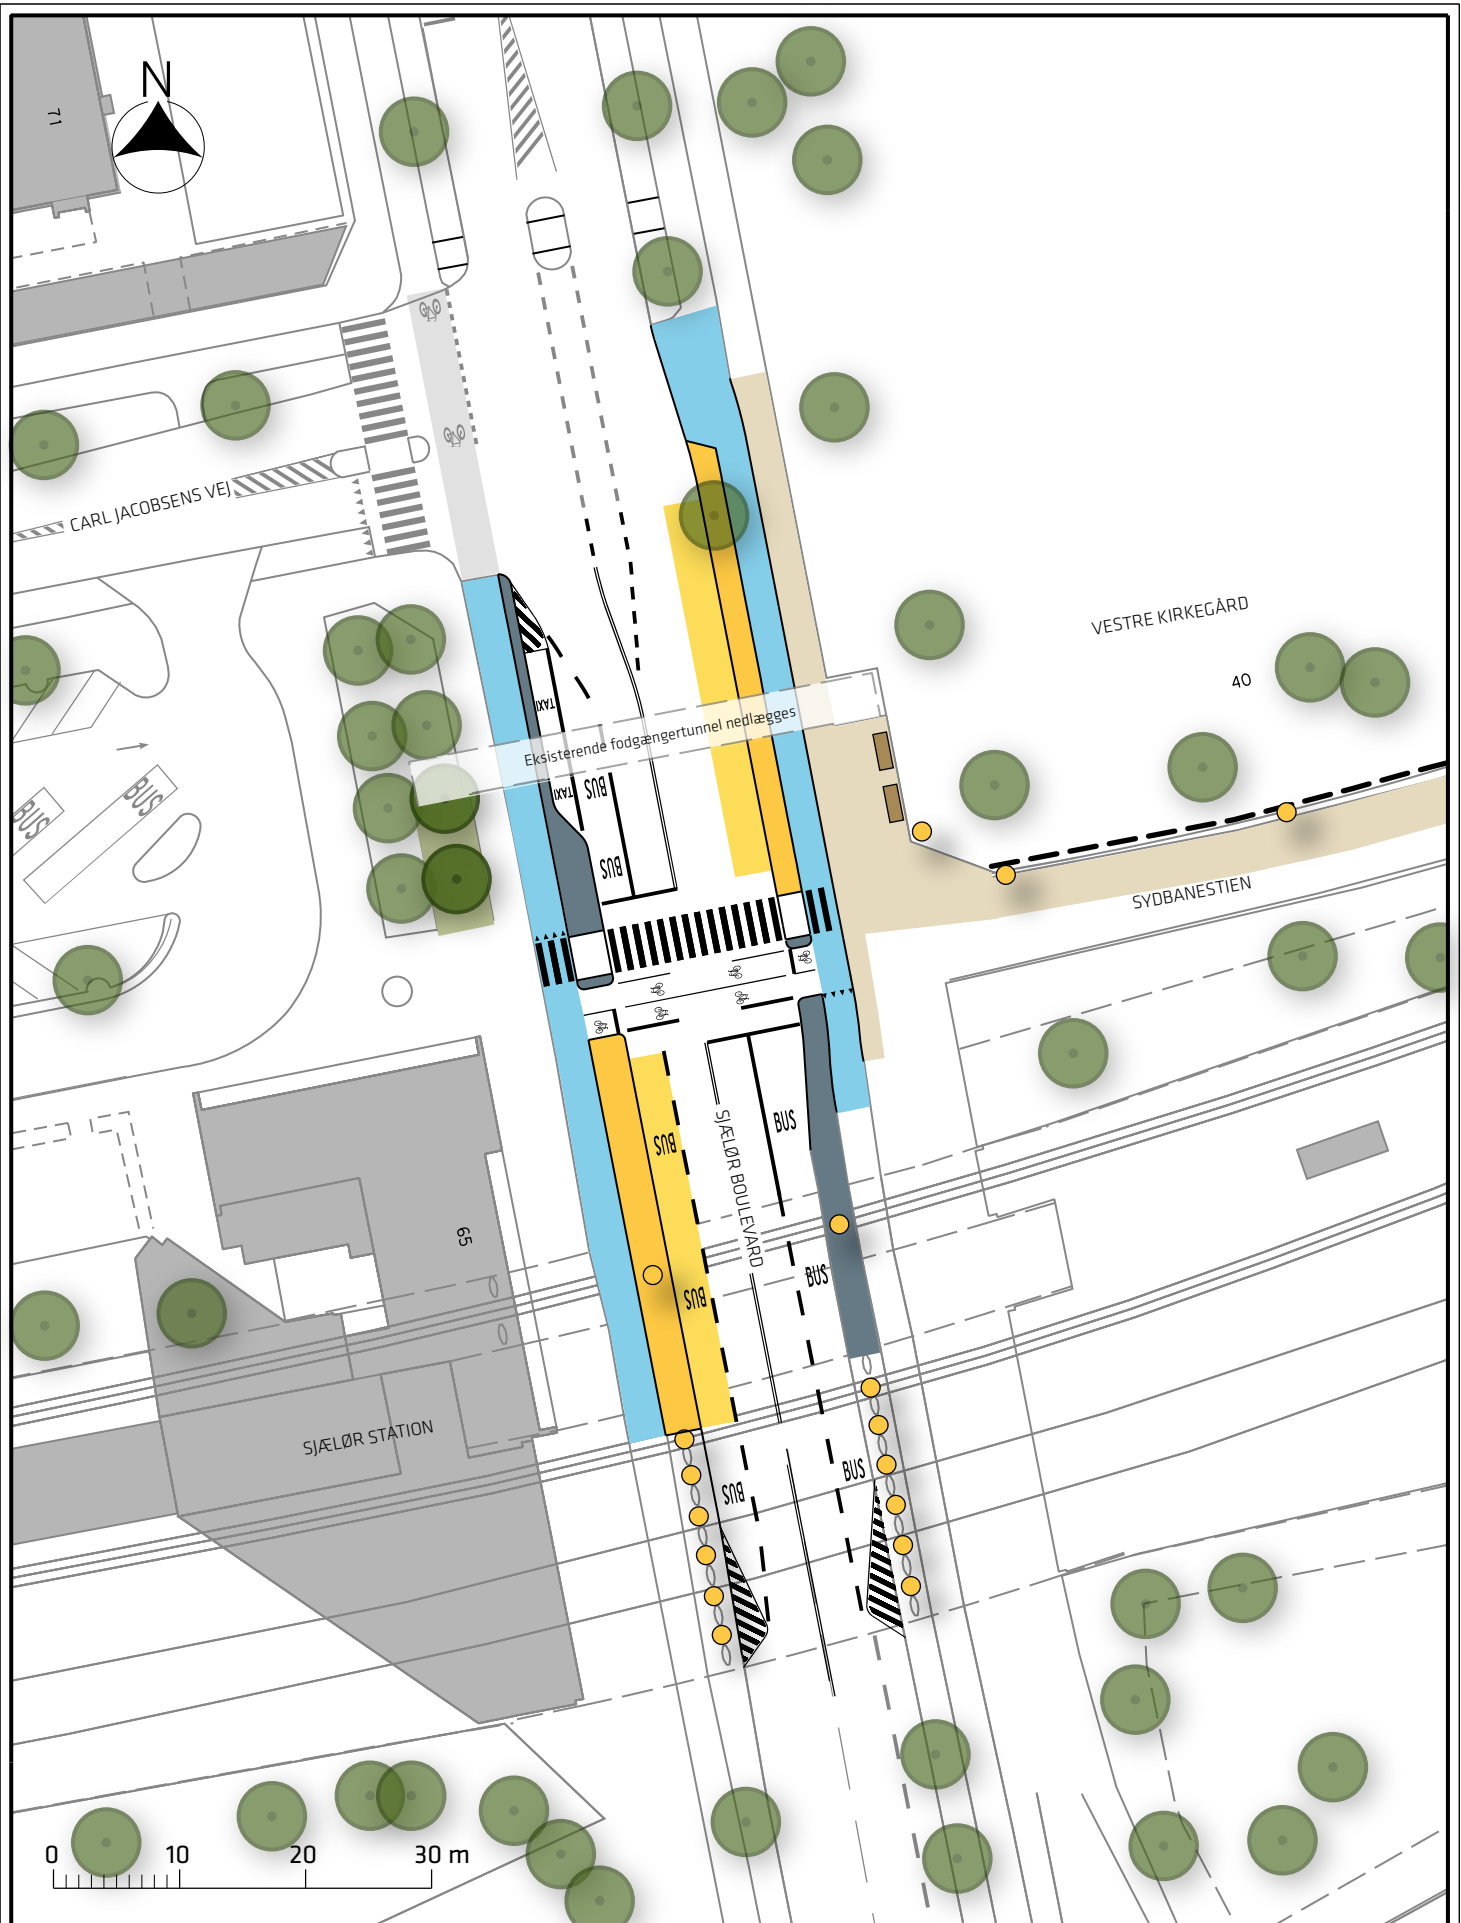 N
71
CARL JACOBSENS VEJ
VESTRE KIRKEGÅRD
40
TAXI
Eksisterende fodgængertunnel nedlægges
TAXI
BUS
BUS
BUS
BUS
SYDBANESTIEN
BUS
BUS
SJÆLØR BOULEVARD
65
BUS
BUS
SJÆLØR STATION
BUS
BUS
0 10 20 30 m